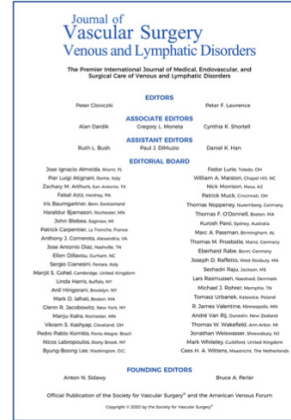 Journal of
Vascular Surgery
Venous and Lymphatic Disorders
The Premier International Journal of Medical, Endovascular, and
Surgical Care of Venous and Lymphatic Disorders
EDITORS
Peter Gloviczki Peter F. Lawrence
ASSOCIATE EDITORS
Alan Dardik Gregory L. Moneta Cynthia K. Shortell
ASSISTANT EDITORS
Ruth L. Bush Paul J. DiMuzio Daniel K. Han
EDITORIAL BOARD
Jose Ignacio Almeida, Miami, FL Fedor Lurie, Toledo, OH
Pier Luigi Atignani, Rome, Italy William A. Marston, Chapel Hill, NC
Zachary M. Arthurs, San Antonio, TX Nick Morrison, Mesa, AZ
Faisal Aziz, Hershey, PA Patrick Muck, Cincinnati, OH
Iris Baumgartner, Bern, Switzerland Thomas Noppeney, Nuremberg, Germany
Haraldur Bjarnason, Rochester, MN Thomas F. O'Donnell, Boston, MA
John Blebea, Saginaw, MI Kurosh Parsi, Sydney, Australia
Patrick Carpentier, La Tronche, France Marc A. Passman, Birmingham, AL
Anthony J. Comerota, Alexandria, VA Thomas M. Proebstle, Mainz, Germany
Jose Antonio Diaz, Nashville, TN Eberhard Rabe, Bonn, Germany
Ellen Dillavou, Durham, NC Joseph D. Raffetto, West Roxbury, MA
Sergio Gianesini, Ferrara, Italy Seshadri Raju, Jackson, MS
Manjit S. Gohel, Cambridge, United Kingdom Lars Rasmussen, Naestved, Denmark
Linda Harris, Buffalo, NY Michael J. Rohrer, Memphis, TN
Anil Hingorani, Brooklyn, NY Tomasz Urbanek, Katowice, Poland
Mark D. Iafrati, Boston, MA R. James Valentine, Minneapolis, MN
Glenn R. Jacobowitz, New York, NY Andre Van Rij, Dunedin, New Zealand
Manju Kalra, Rochester, MN Thomas W. Wakefield, Ann Arbor, MI
Vikram S. Kashyap, Cleveland, OH Jonathan Weiswasser, Shrewsbury, NJ
Pedro Pablo Komlós, Porto Alegre, Brazil Mark Whiteley, Guildford, United Kingdom
Nicos Labropoulos, Stony Brook, NY Cees H. A. Wittens, Maastricht, The Netherlands
Byung-Boong Lee, Washington, D.C.
FOUNDING EDITORS
Anton N. Sidawy Bruce A. Perler
Official Publication of the Society for Vascular Surgery® and the American Venous Forum
Copyright © 2020 by the Society for Vascular Surgery®